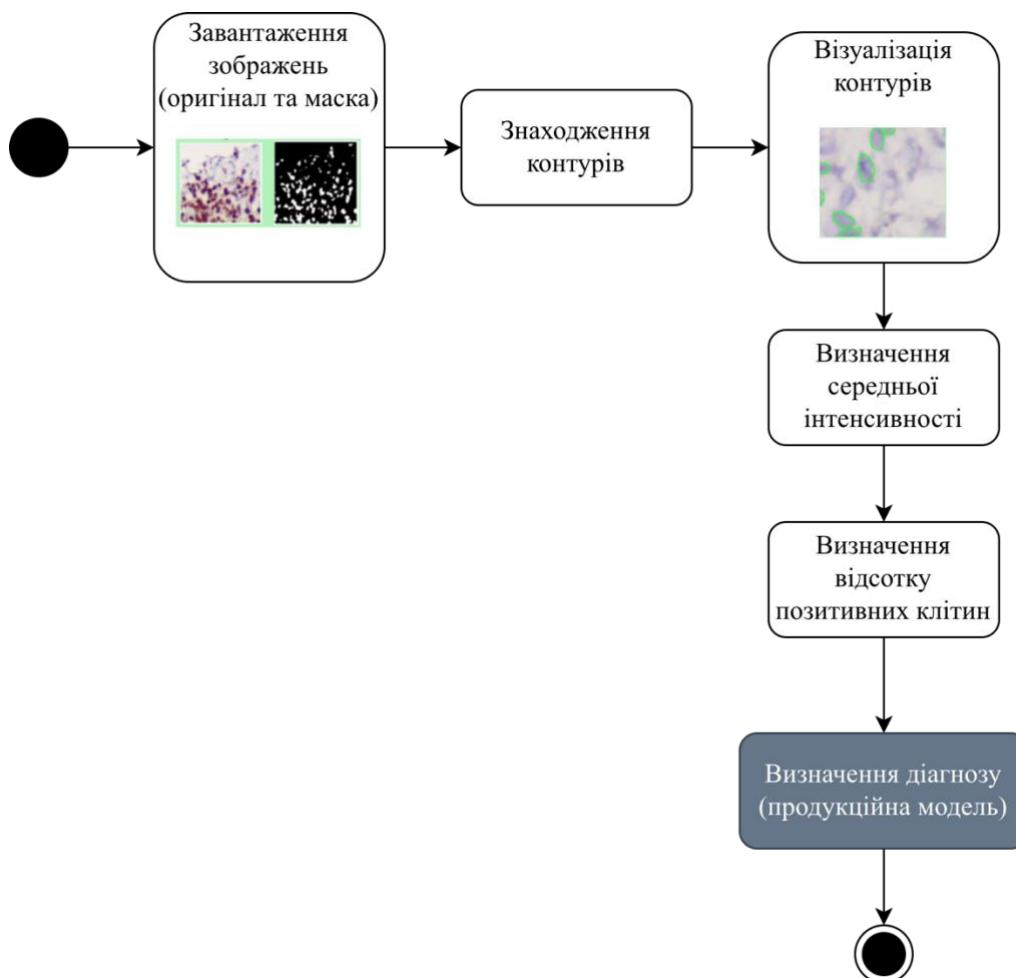 Завантаження
зображень
(оригінал та маска)
Знаходження
контурів
Візуалізація
контурів
Визначення
середньої
інтенсивності
Визначення
відсотку
позитивних клітин
Визначення діагнозу
(продукційна модель)